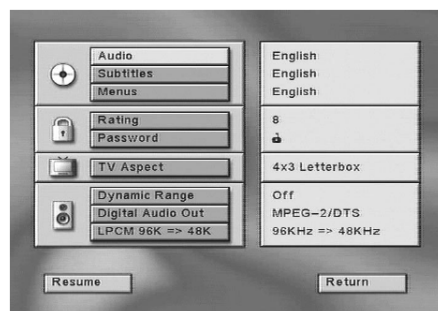 Audio English
Subtitles English
Menus English
Rating 8
Password
TV Aspect 4x3 Letterbox
Dynamic Range Off
Digital Audio Out MPEG-2/DTS
LPCM 96K => 48K 96KHz => 48KHz
Resume Return